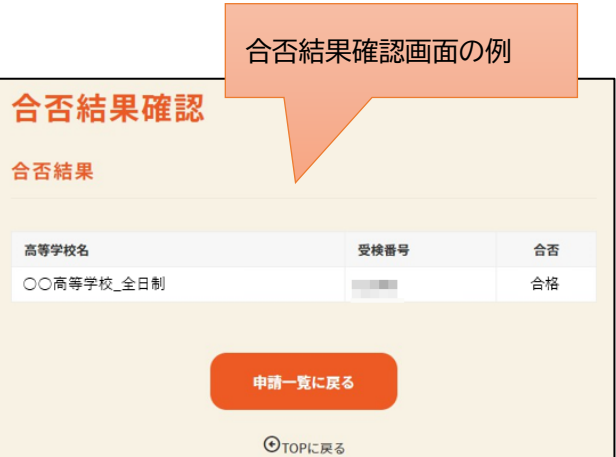 合否結果確認画面の例
合否結果確認
合否結果
高等学校名 受検番号 合否
○○高等学校_全日制 合格
申請一覧に戻る
TOPに戻る